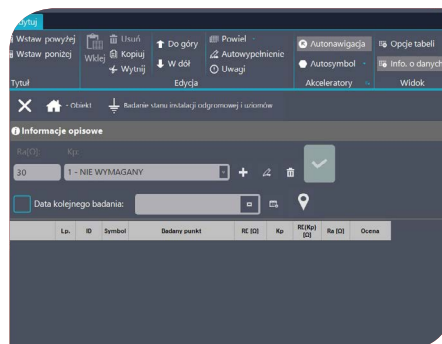 dytuj
Wstaw powyżej
Wstaw poniżej
Tytuł
Wklej
Usuń
Kopiuj
Wytnij
Do góry
W dół
Powiel
Autowypełnienie
Uwagi
Edycja
Autonawigacja
Autosymbol
Akceleratory
Opcje tabeli
Info. o danych
Widok
- Obiekt
Badanie stanu instalacji odgromowej i uziomów
Informacje opisowe
Ra[Ω]: Kp:
30 1 - NIE WYMAGANY
Data kolejnego badania:
Lp. ID Symbol Badany punkt RE [Ω] Kp RE(Kp) [Ω] Ra [Ω] Ocena